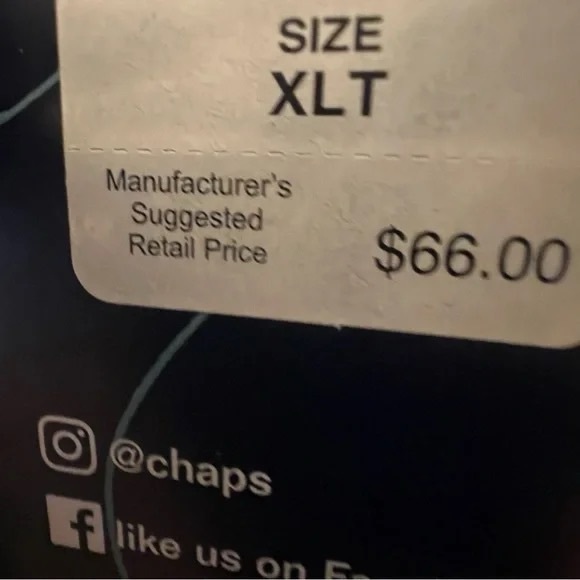 SIZE
XLT
Manufacturer's
Suggested
Retail Price
$66.00
@chaps
like us on